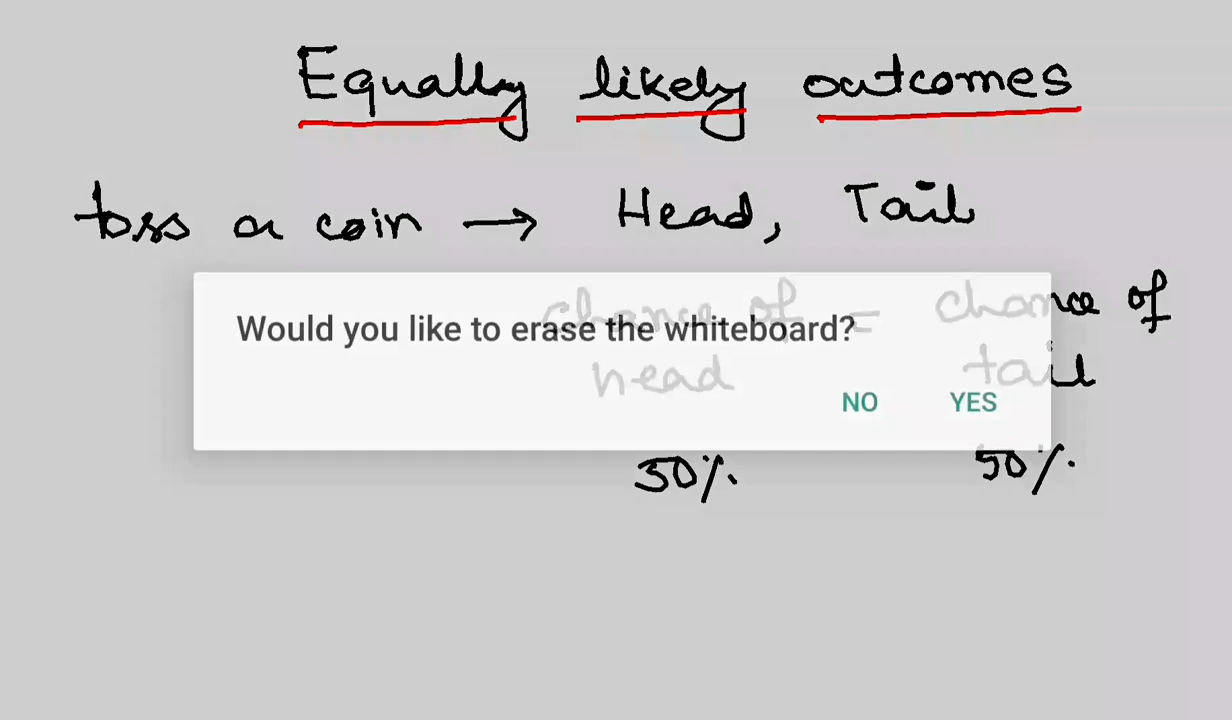 Equally likely outcomes
toss a coin → Head, Tail
chance of = chance of
Would you like to erase the whiteboard?
head tail
NO YES
50% 50%